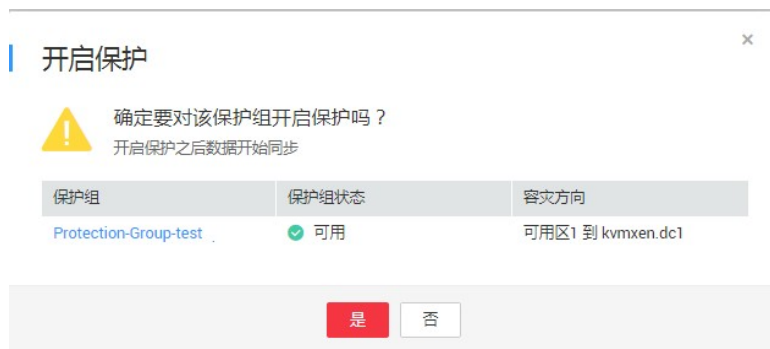 开启保护
×
确定要对该保护组开启保护吗？
开启保护之后数据开始同步
保护组 保护组状态 容灾方向
Protection-Group-test 可用 可用区1 到 kvmxen.dc1
是 否